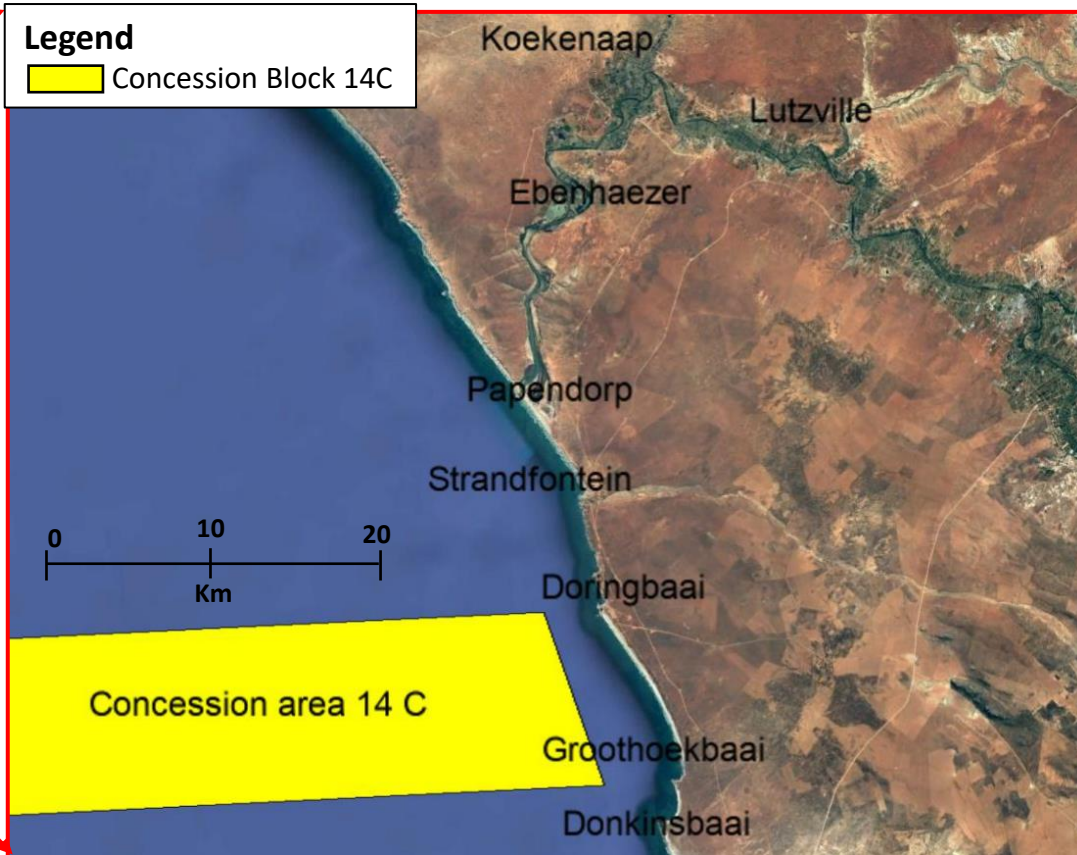 Legend
Concession Block 14C
Koekenaap
Lutzville
Ebenhaezer
Papendorp
Strandfontein
0 10 20
Km
Doringbaai
Concession area 14 C
Groothoekbaai
Donkinsbaai